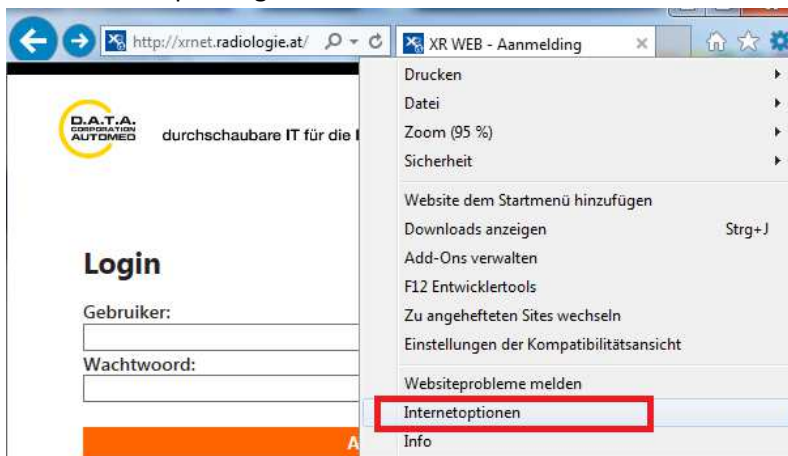 http://xrnet.radiologie.at/
XR WEB - Aanmelding
D.A.T.A.
CORPORATION
AUTOMED
durchschaubare IT für die
Login
Gebruiker:
Wachtwoord:
A
Drucken
Datei
Zoom (95 %)
Sicherheit
Website dem Startmenü hinzufügen
Downloads anzeigen Strg+J
Add-Ons verwalten
F12 Entwicklertools
Zu angehefteten Sites wechseln
Einstellungen der Kompatibilitätsansicht
Websiteprobleme melden
Internetoptionen
Info